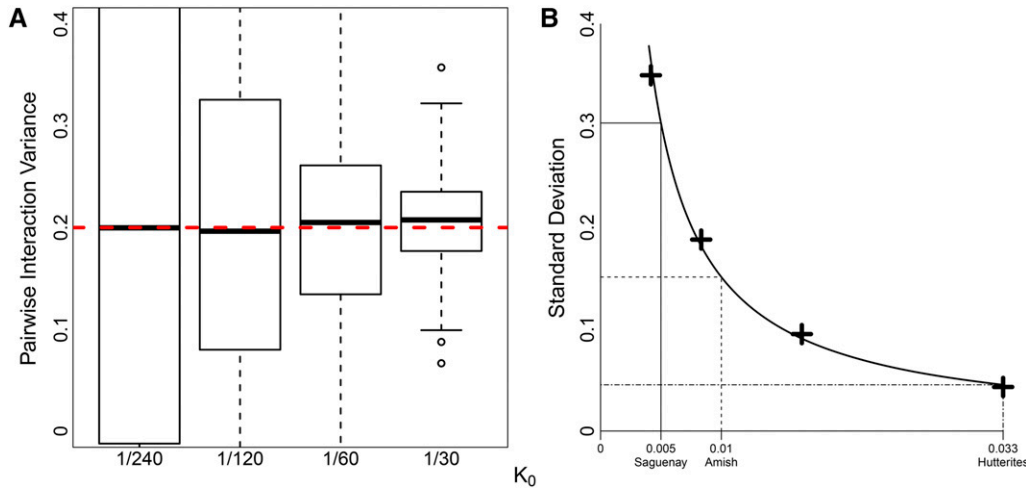 A
Pairwise Interaction Variance
0.4
0.3
0.2
0.1
0
1/240 1/120 1/60 1/30
K0
B
Standard Deviation
0.4
0.3
0.2
0.1
0
0 0.005 0.01 0.033
Saguenay Amish Hutterites